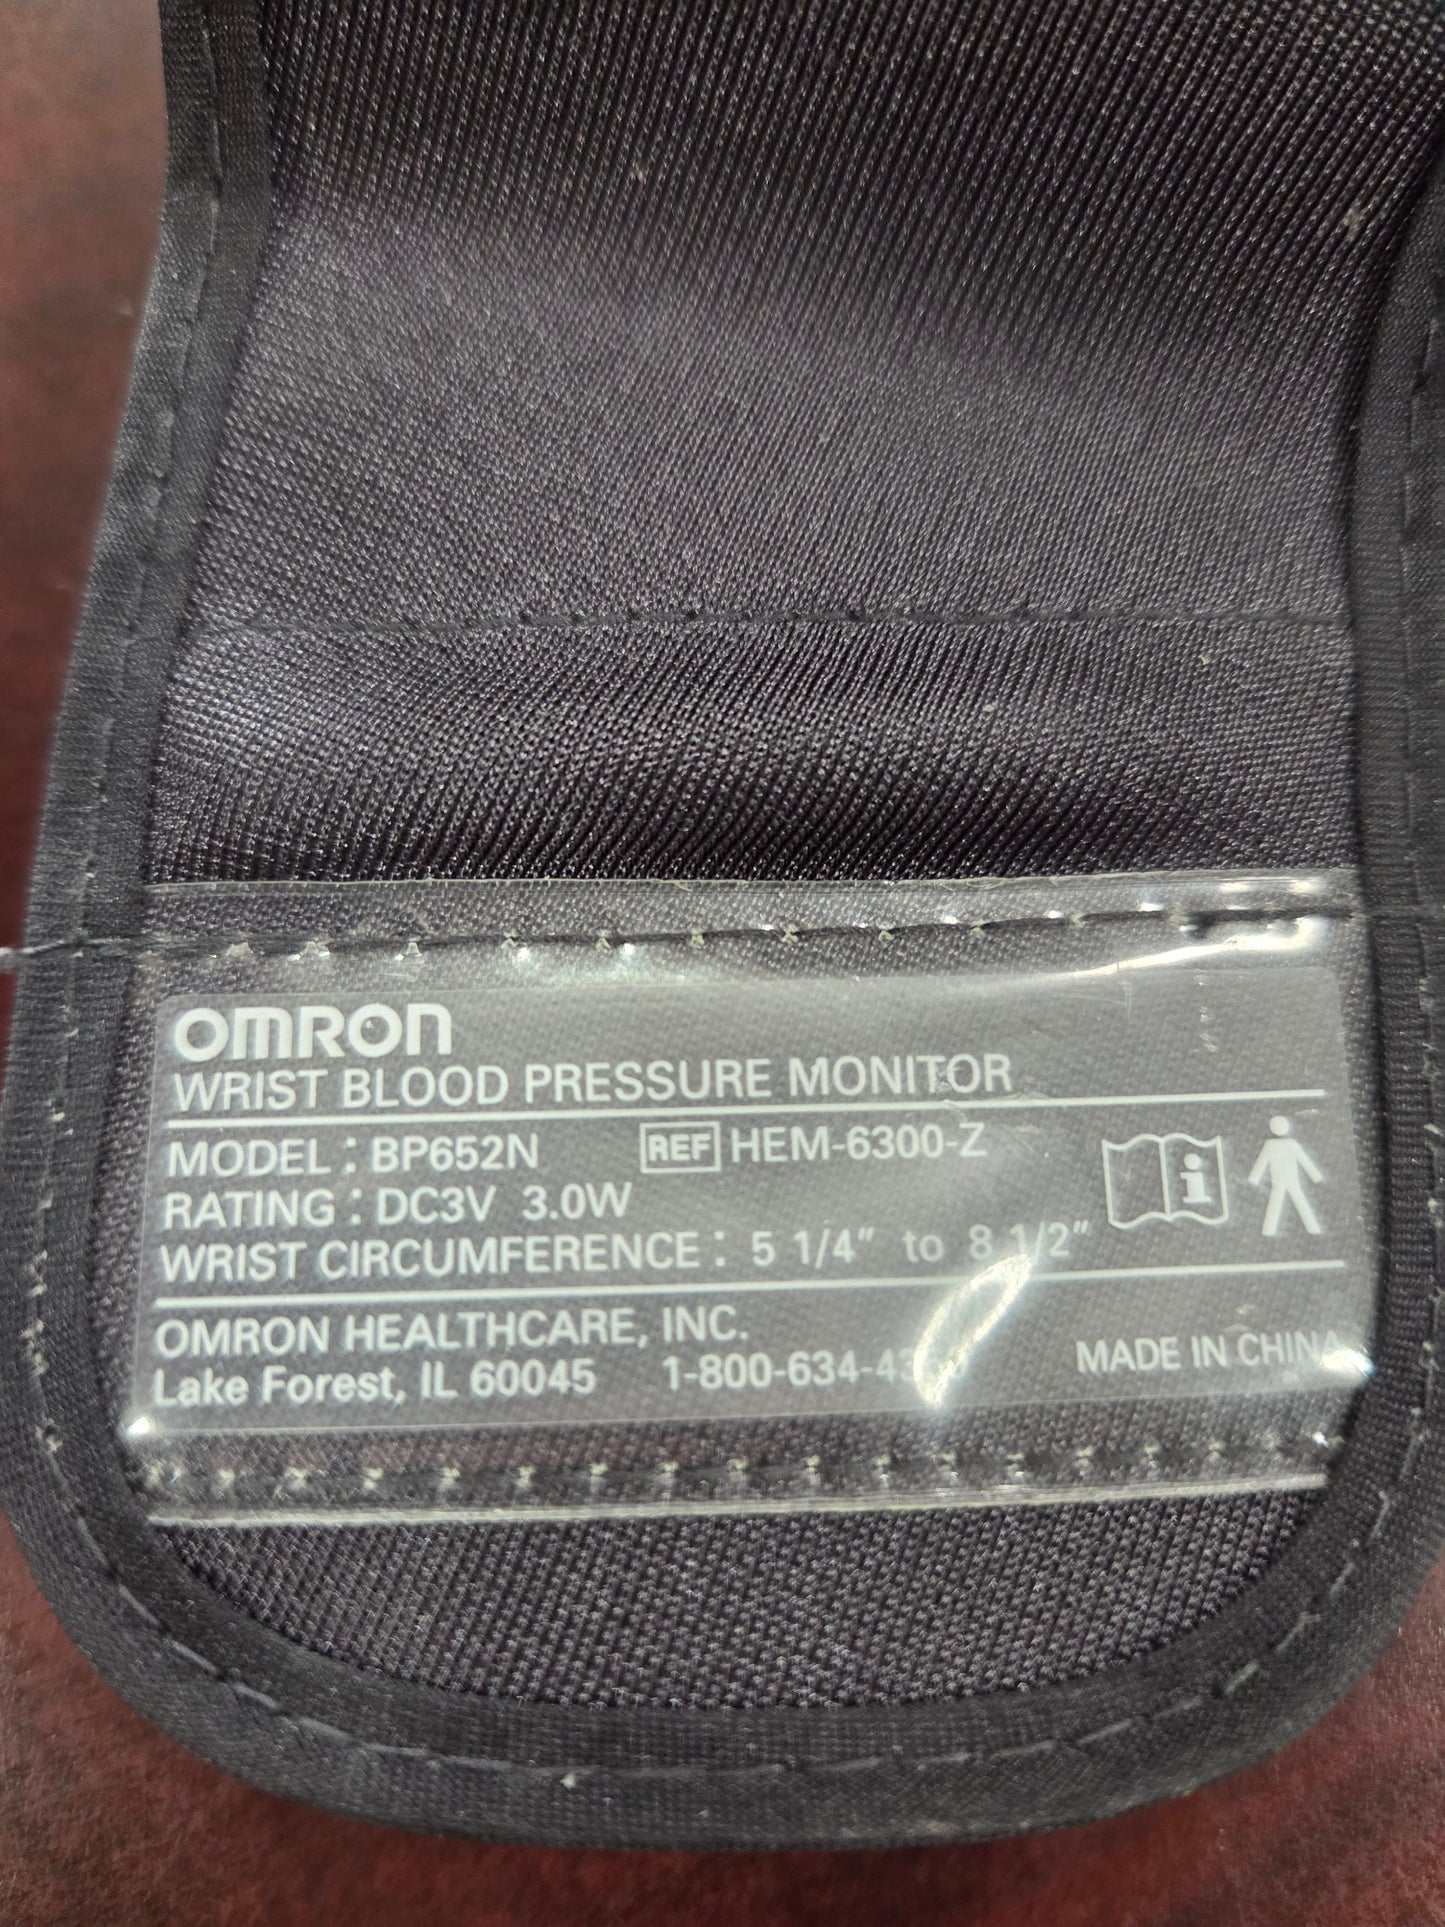 OMRON
WRIST BLOOD PRESSURE MONITOR
MODEL : BP652N REF HEM-6300-Z
RATING : DC3V 3.0W
WRIST CIRCUMFERENCE : 5 1/4" to 8 1/2"
OMRON HEALTHCARE, INC.
Lake Forest, IL 60045
MADE IN CHINA